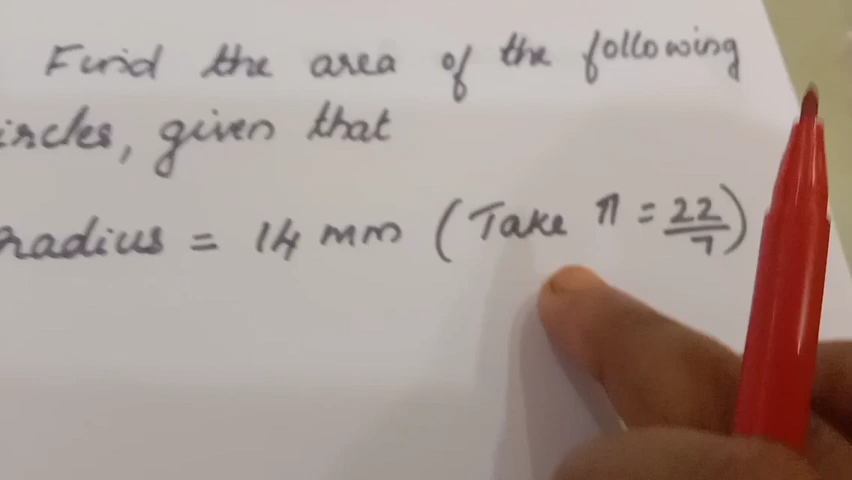 Find the area of the following
ircles, given that
radius = 14 mm (Take π = 22/7)